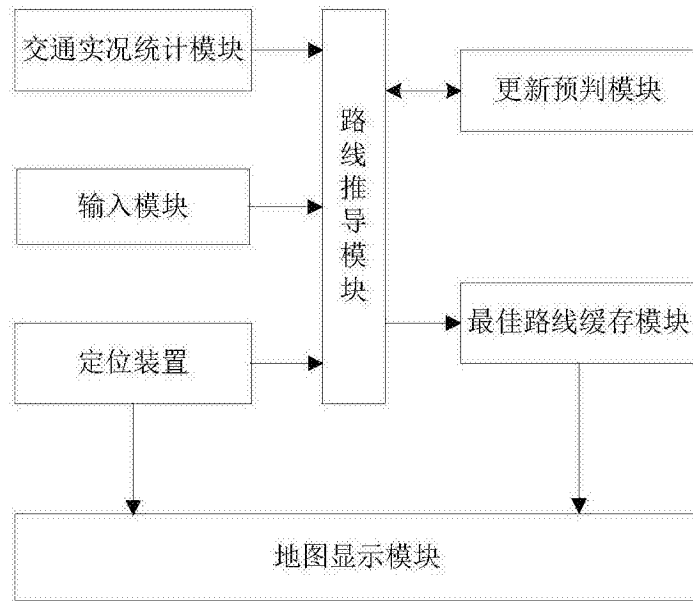 交通实况统计模块
更新预判模块
路线推导模块
输入模块
最佳路线缓存模块
定位装置
地图显示模块